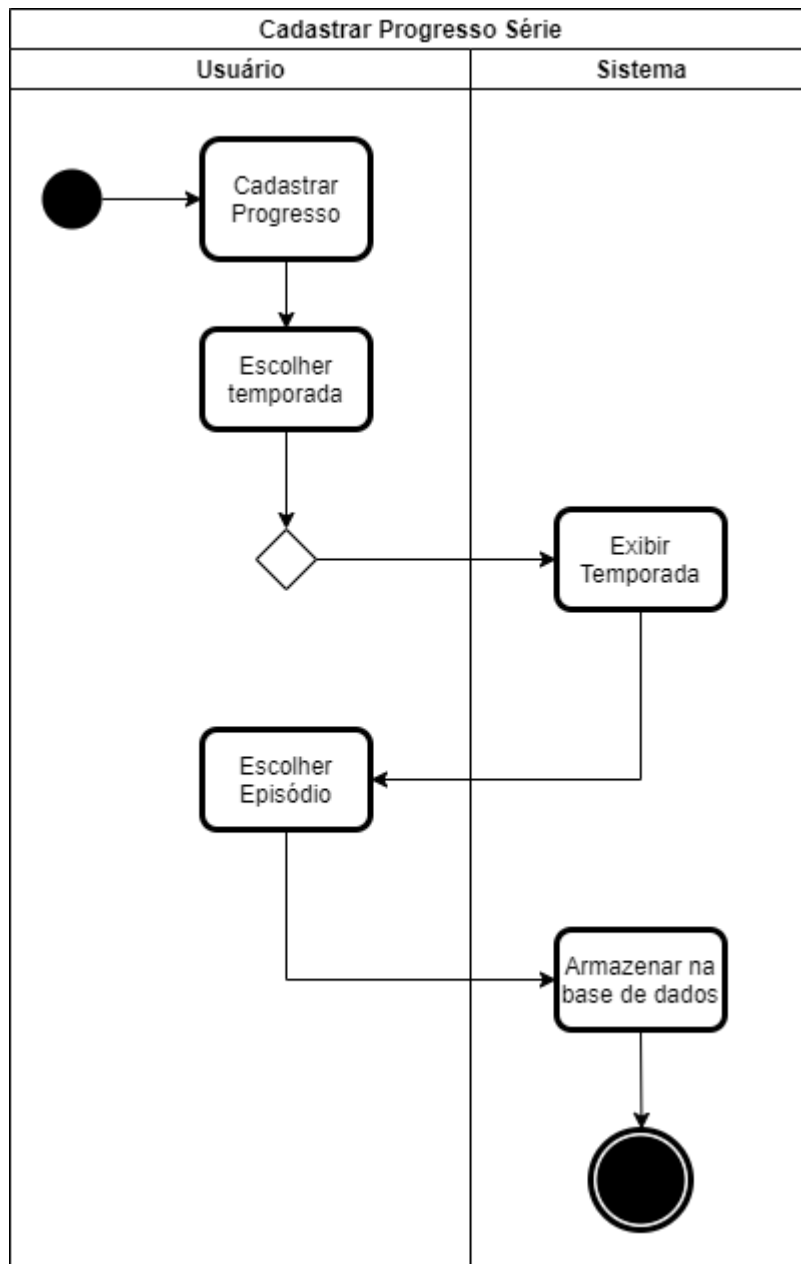 Cadastrar Progresso Série
Usuário
Sistema
Cadastrar
Progresso
Escolher
temporada
Exibir
Temporada
Escolher
Episódio
Armazenar na
base de dados